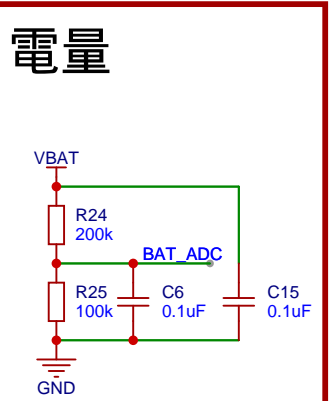 電量
VBAT
R24
200k
BAT_ADC
R25
100k
C6
0.1uF
C15
0.1uF
GND